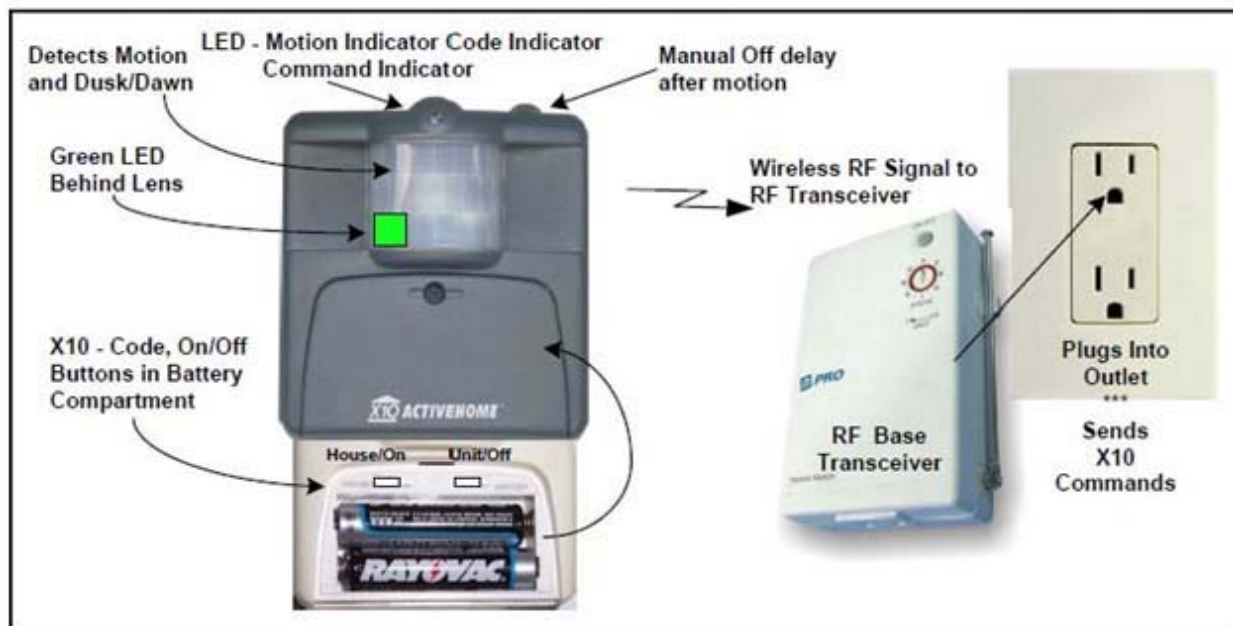 LED - Motion Indicator Code Indicator
Command Indicator
Detects Motion
and Dusk/Dawn
Manual Off delay
after motion
Green LED
Behind Lens
Wireless RF Signal to
RF Transceiver
X10 - Code, On/Off
Buttons in Battery
Compartment
X10 ACTIVEHOME
House/On Unit/Off
RAYOVAC
PRO
RF Base
Transceiver
Plugs Into
Outlet
***
Sends
X10
Commands